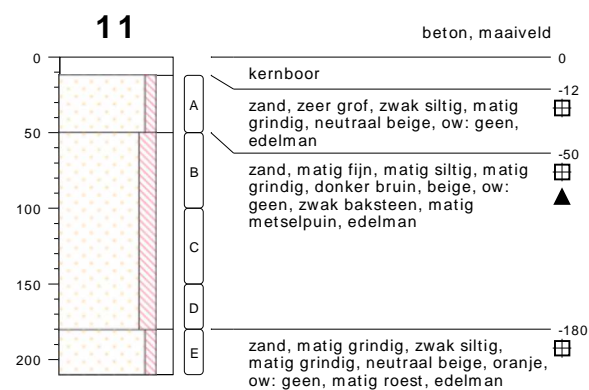 11
beton, maaiveld
0
0
kernboor
-12
A
zand, zeer grof, zwak siltig, matig
grindig, neutraal beige, ow: geen,
edelman
50
-50
B
zand, matig fijn, matig siltig, matig
grindig, donker bruin, beige, ow:
geen, zwak baksteen, matig
metselpuin, edelman
100
C
150
D
-180
E
zand, matig grindig, zwak siltig,
matig grindig, neutraal beige, oranje,
ow: geen, matig roest, edelman
200